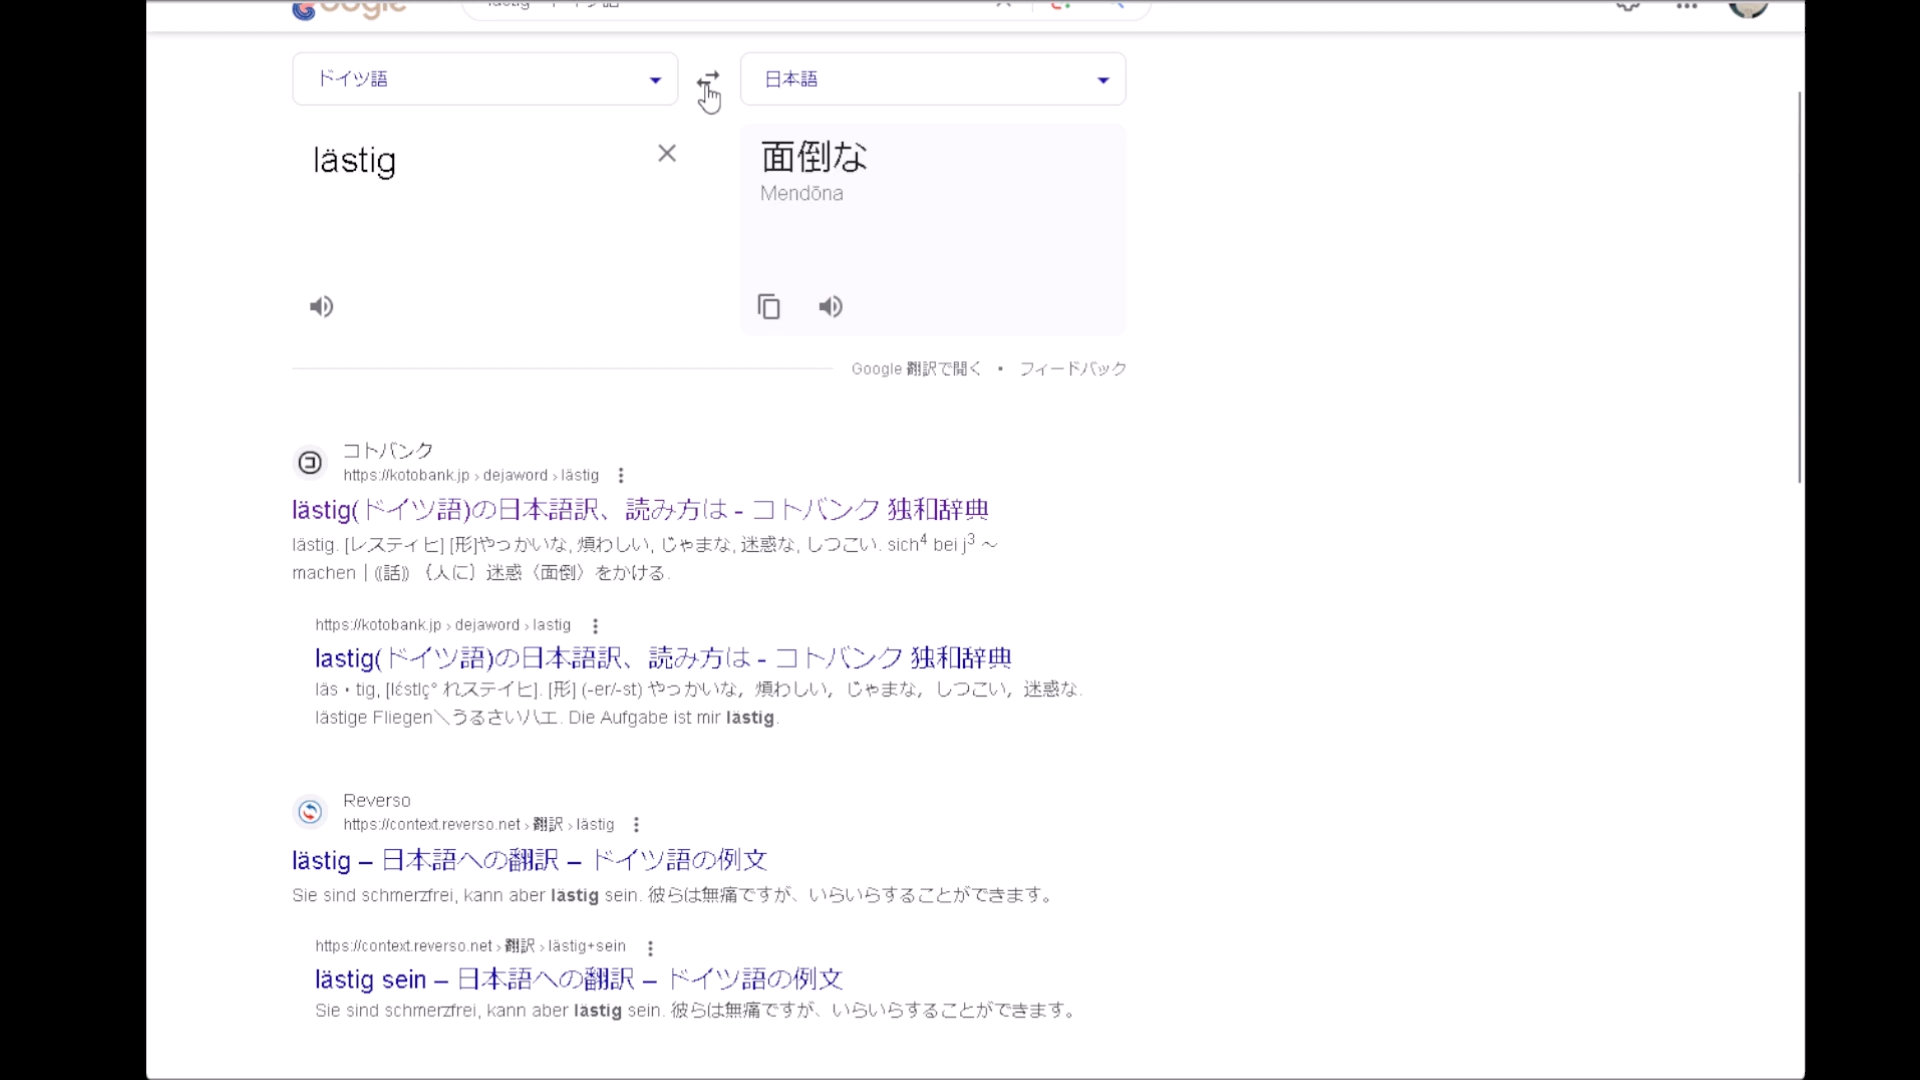 Google
lästig ドイツ語
ドイツ語
日本語
lästig
面倒な
Mendōna
Google 翻訳で開く • フィードバック
コトバンク
https://kotobank.jp › dejaword › lästig
lästig(ドイツ語)の日本語訳、読み方は - コトバンク 独和辞典
lästig. [レスティヒ] [形]やっかいな, 煩わしい, じゃまな, 迷惑な, しつこい. sich⁴ bei j³ ～
machen | ((話)) 〔人に〕迷惑〈面倒〉をかける.
https://kotobank.jp › dejaword › lastig
lastig(ドイツ語)の日本語訳、読み方は - コトバンク 独和辞典
läs・tig, [lέstIç° れステイヒ]. [形] (-er/-st) やっかいな，煩わしい，じゃまな，しつこい，迷惑な.
lästige Fliegen＼うるさいハエ. Die Aufgabe ist mir lästig.
Reverso
https://context.reverso.net › 翻訳 › lästig
lästig – 日本語への翻訳 – ドイツ語の例文
Sie sind schmerzfrei, kann aber lästig sein. 彼らは無痛ですが、いらいらすることができます。
https://context.reverso.net › 翻訳 › lästig+sein
lästig sein – 日本語への翻訳 – ドイツ語の例文
Sie sind schmerzfrei, kann aber lästig sein. 彼らは無痛ですが、いらいらすることができます。